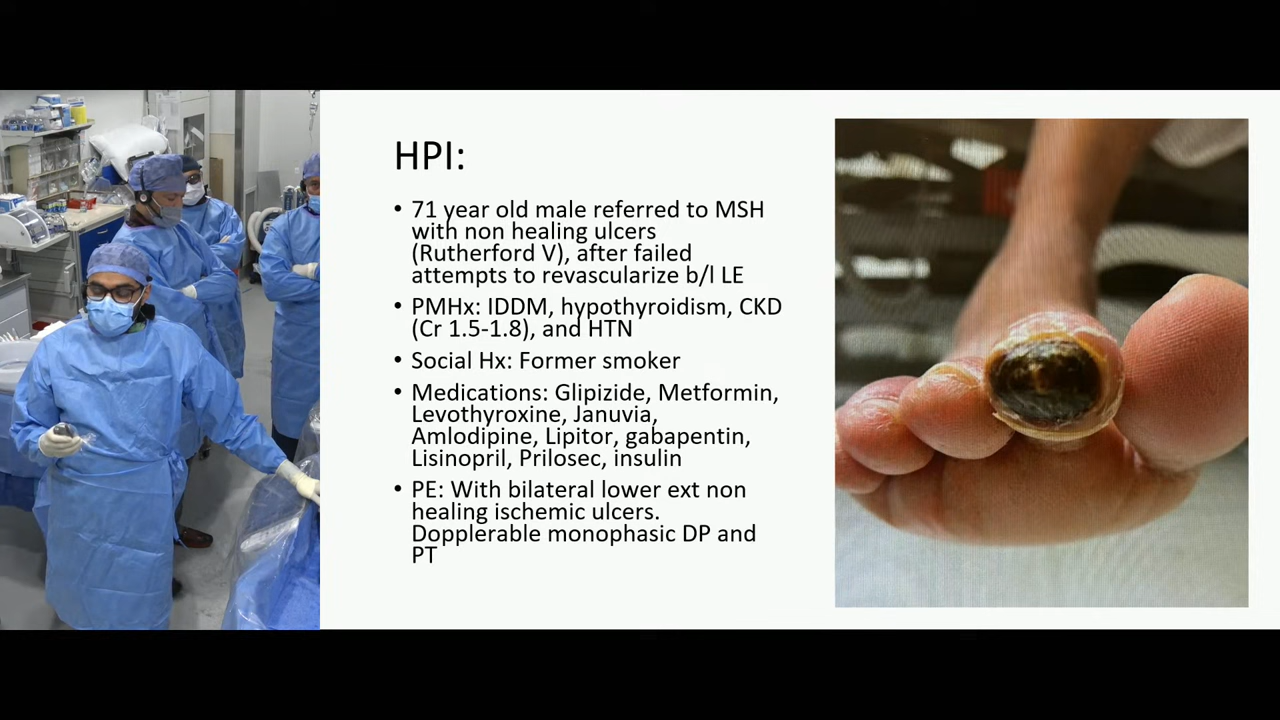 HPI:
• 71 year old male referred to MSH
with non healing ulcers
(Rutherford V), after failed
attempts to revascularize b/l LE
• PMHx: IDDM, hypothyroidism, CKD
(Cr 1.5-1.8), and HTN
• Social Hx: Former smoker
• Medications: Glipizide, Metformin,
Levothyroxine, Januvia,
Amlodipine, Lipitor, gabapentin,
Lisinopril, Prilosec, insulin
• PE: With bilateral lower ext non
healing ischemic ulcers.
Dopplerable monophasic DP and
PT